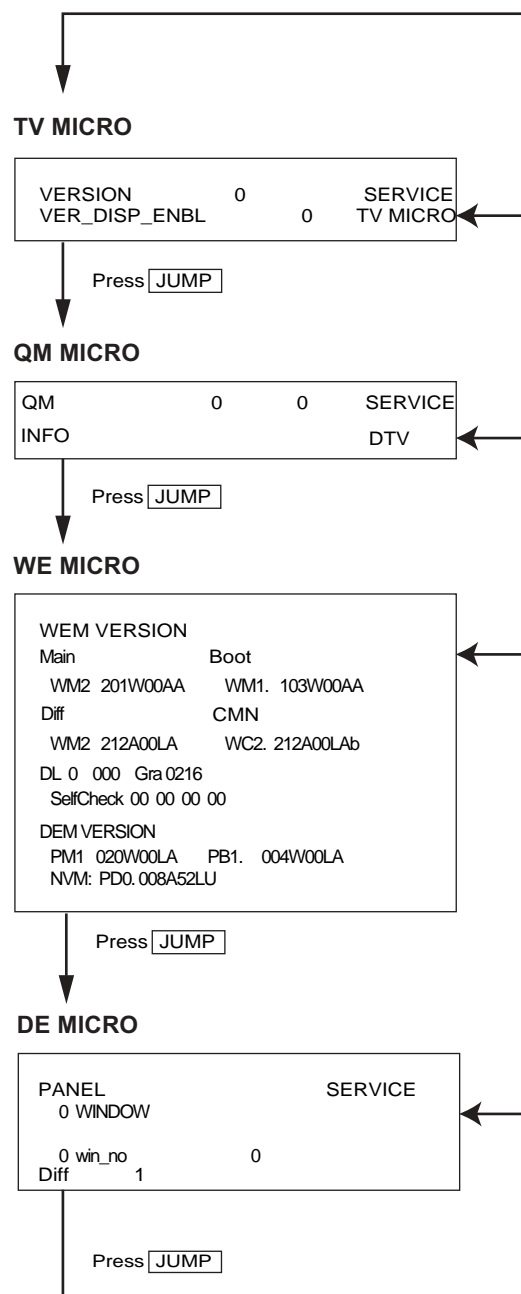 TV MICRO
VERSION 0 SERVICE
VER_DISP_ENBL 0 TV MICRO
Press JUMP
QM MICRO
QM 0 0 SERVICE
INFO DTV
Press JUMP
WE MICRO
WEM VERSION
Main Boot
WM2 201W00AA WM1. 103W00AA
Diff CMN
WM2 212A00LA WC2. 212A00LAb
DL 0 000 Gra 0216
SelfCheck 00 00 00 00
DEM VERSION
PM1 020W00LA PB1. 004W00LA
NVM: PD0.008A52LU
Press JUMP
DE MICRO
PANEL SERVICE
0 WINDOW
0 win_no 0
Diff 1
Press JUMP